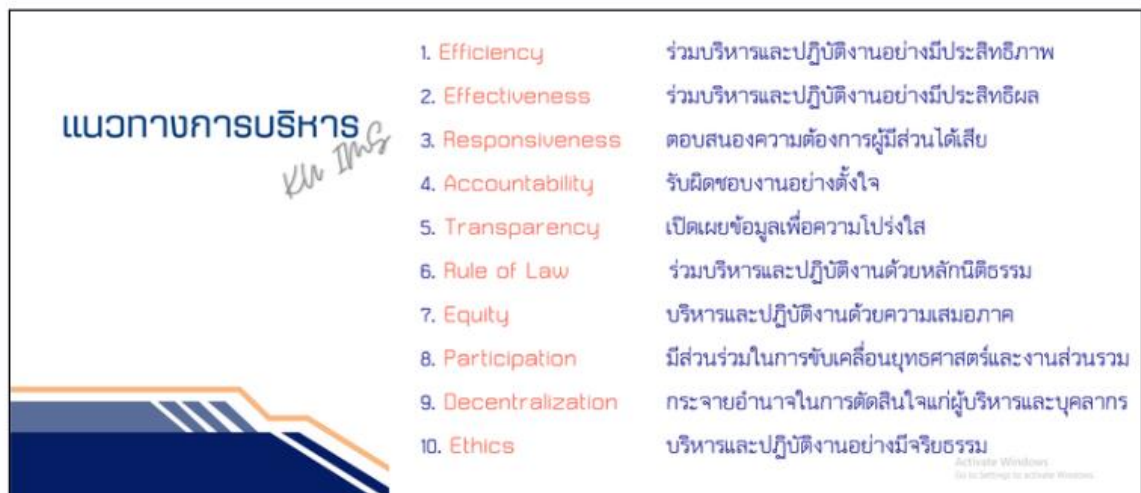 แนวทางการบริหาร
KU IMS
1. Efficiency ร่วมบริหารและปฏิบัติงานอย่างมีประสิทธิภาพ
2. Effectiveness ร่วมบริหารและปฏิบัติงานอย่างมีประสิทธิผล
3. Responsiveness ตอบสนองความต้องการผู้มีส่วนได้เสีย
4. Accountability รับผิดชอบงานอย่างตั้งใจ
5. Transparency เปิดเผยข้อมูลเพื่อความโปร่งใส
6. Rule of Law ร่วมบริหารและปฏิบัติงานด้วยหลักนิติธรรม
7. Equity บริหารและปฏิบัติงานด้วยความเสมอภาค
8. Participation มีส่วนร่วมในการขับเคลื่อนยุทธศาสตร์และงานส่วนรวม
9. Decentralization กระจายอำนาจในการตัดสินใจแก่ผู้บริหารและบุคลากร
10. Ethics บริหารและปฏิบัติงานอย่างมีจริยธรรม
Activate Windows
Go to Settings to activate Windows.